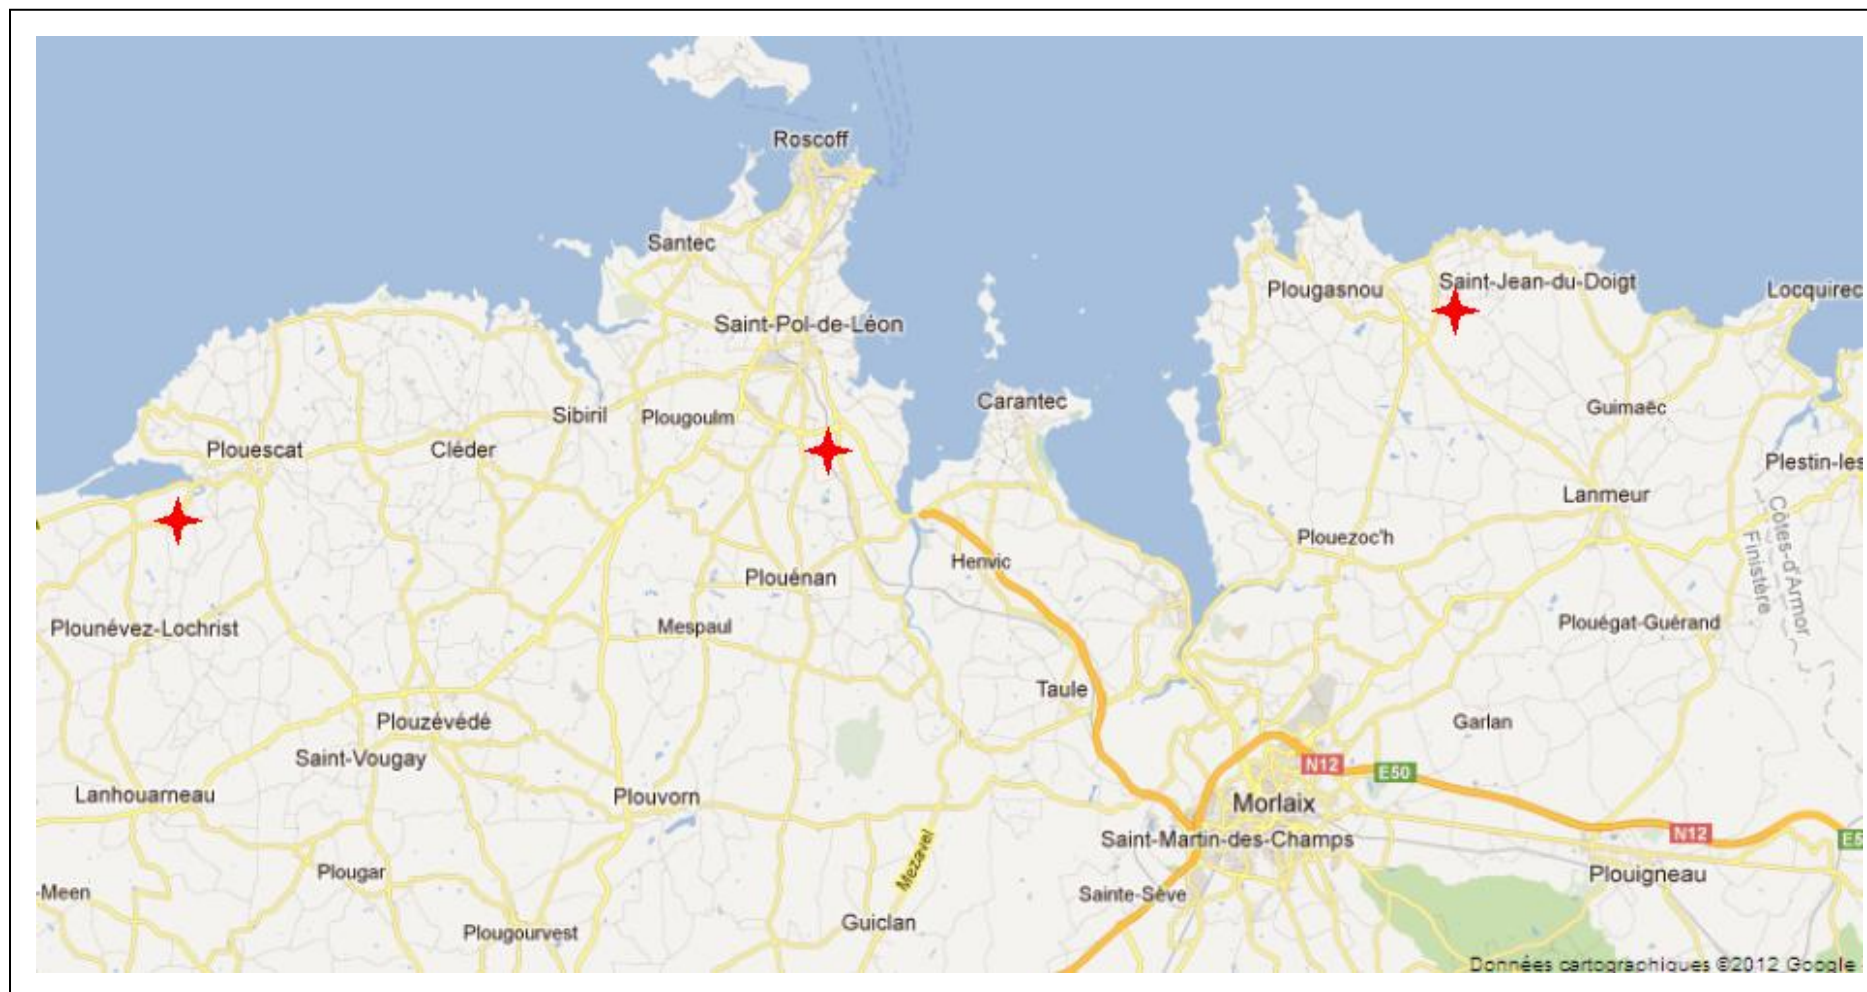 Roscoff
Santec
Saint-Jean-du-Doigt
Plougasnou
Locquirec
Saint-Pol-de-Léon
Carantec
Guimaëc
Sibiril
Plougoulm
Plouescat
Cléder
Plestin-les
Lanmeur
Côtes-d'Armor
Finistère
Plouezoc'h
Henvic
Plouénan
Plounévez-Lochrist
Mespaul
Plouégat-Guérand
Taule
Plouzévédé
Garlan
Saint-Vougay
N12
E50
Lanhouarneau
Plouvorn
Morlaix
Saint-Martin-des-Champs
N12
E5
Mezavel
Plougar
Plouigneau
-Meen
Sainte-Sève
Guiclan
Plougourvest
Données cartographiques ©2012 Google